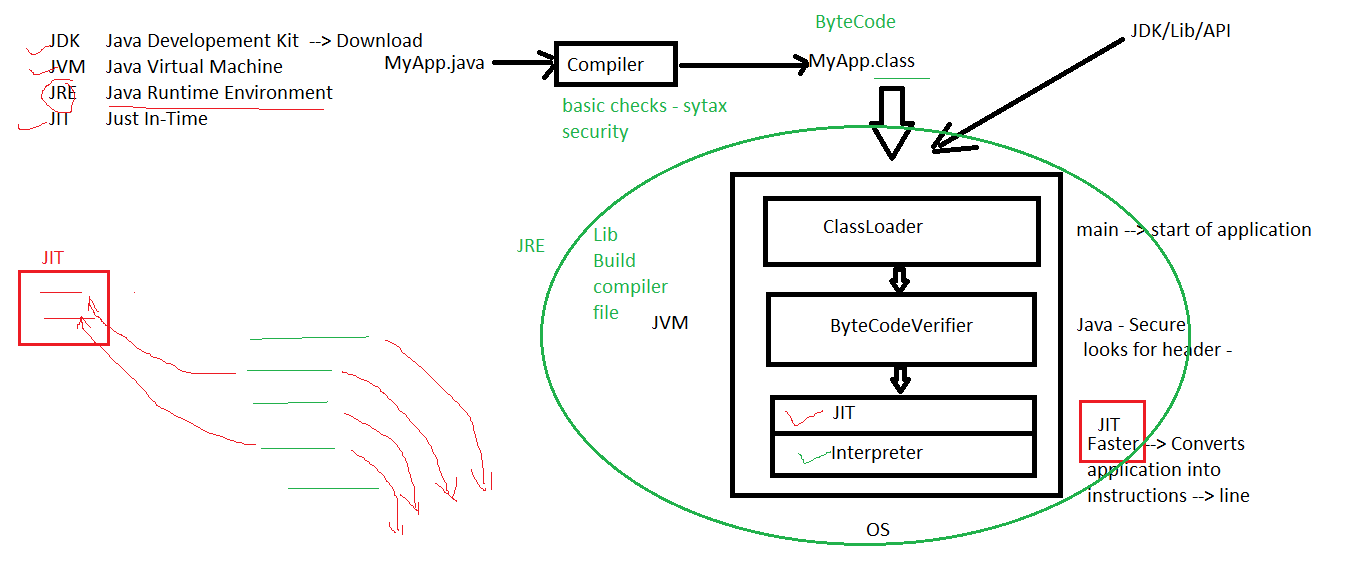 JDK Java Developement Kit --> Download
JVM Java Virtual Machine
JRE Java Runtime Environment
JIT Just In-Time
MyApp.java
Compiler
basic checks - sytax
security
ByteCode
MyApp.class
JDK/Lib/API
JIT
JRE
Lib
Build
compiler
file
JVM
ClassLoader
main --> start of application
ByteCodeVerifier
Java - Secure
looks for header -
JIT
Interpreter
JIT
Faster --> Converts
application into
instructions --> line
OS